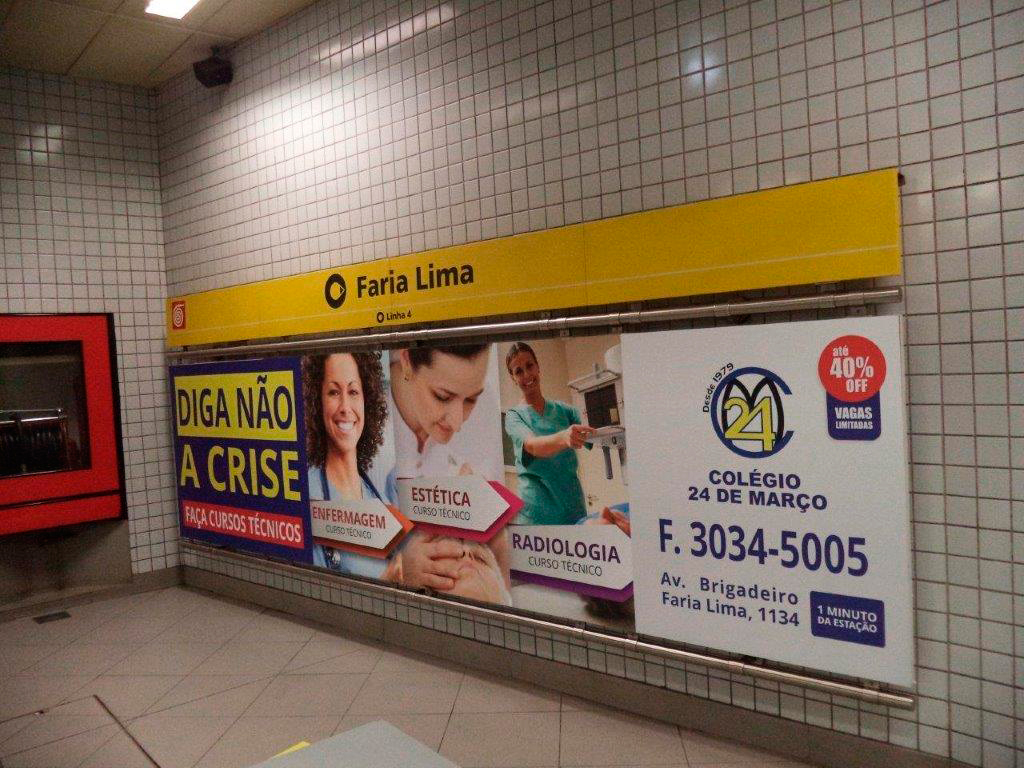 Faria Lima
Linha 4
DIGA NÃO
A CRISE
FAÇA CURSOS TÉCNICOS
ENFERMAGEM
CURSO TÉCNICO
ESTÉTICA
CURSO TÉCNICO
RADIOLOGIA
CURSO TÉCNICO
Desde 1979
24
até
40%
OFF
VAGAS
LIMITADAS
COLÉGIO
24 DE MARÇO
F. 3034-5005
Av. Brigadeiro
Faria Lima, 1134
1 MINUTO
DA ESTAÇÃO